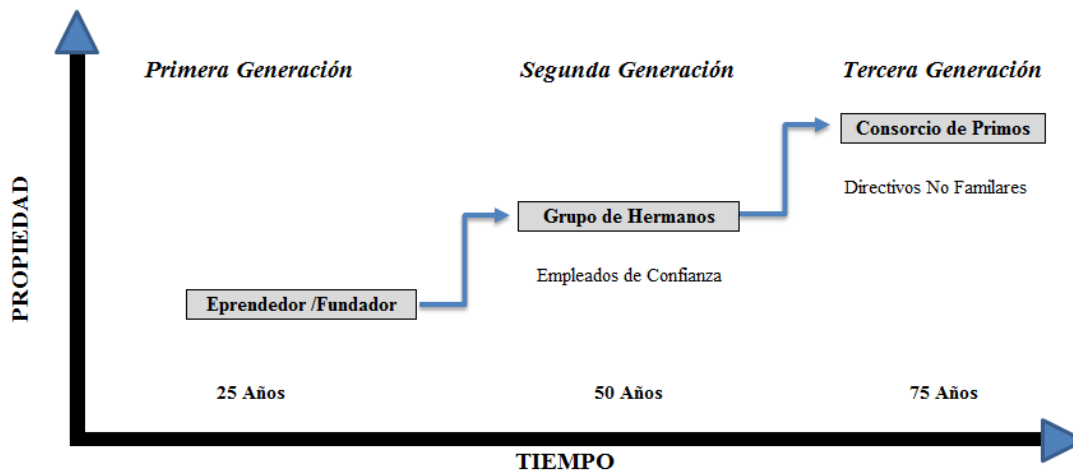 Primera Generación
Segunda Generación
Tercera Generación
Consorcio de Primos
Directivos No Familares
Grupo de Hermanos
Empleados de Confianza
Eprendedor /Fundador
PROPIEDAD
25 Años
50 Años
75 Años
TIEMPO